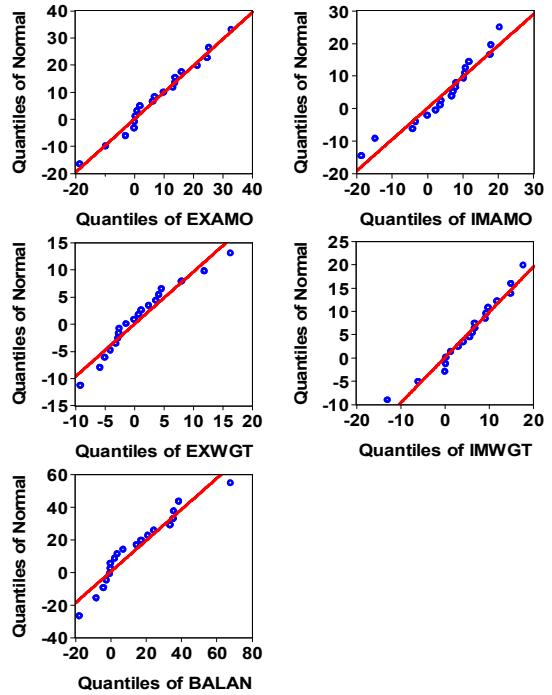 Quantiles of Normal
40
30
20
10
0
-10
-20
-20 -10 0 10 20 30 40
Quantiles of EXAMO
Quantiles of Normal
30
20
10
0
-10
-20
-20 -10 0 10 20 30
Quantiles of IMAMO
Quantiles of Normal
15
10
5
0
-5
-10
-15
-10 -5 0 5 10 15 20
Quantiles of EXWGT
Quantiles of Normal
25
20
15
10
5
0
-5
-10
-20 -10 0 10 20
Quantiles of IMWGT
Quantiles of Normal
60
40
20
0
-20
-40
-20 0 20 40 60 80
Quantiles of BALAN